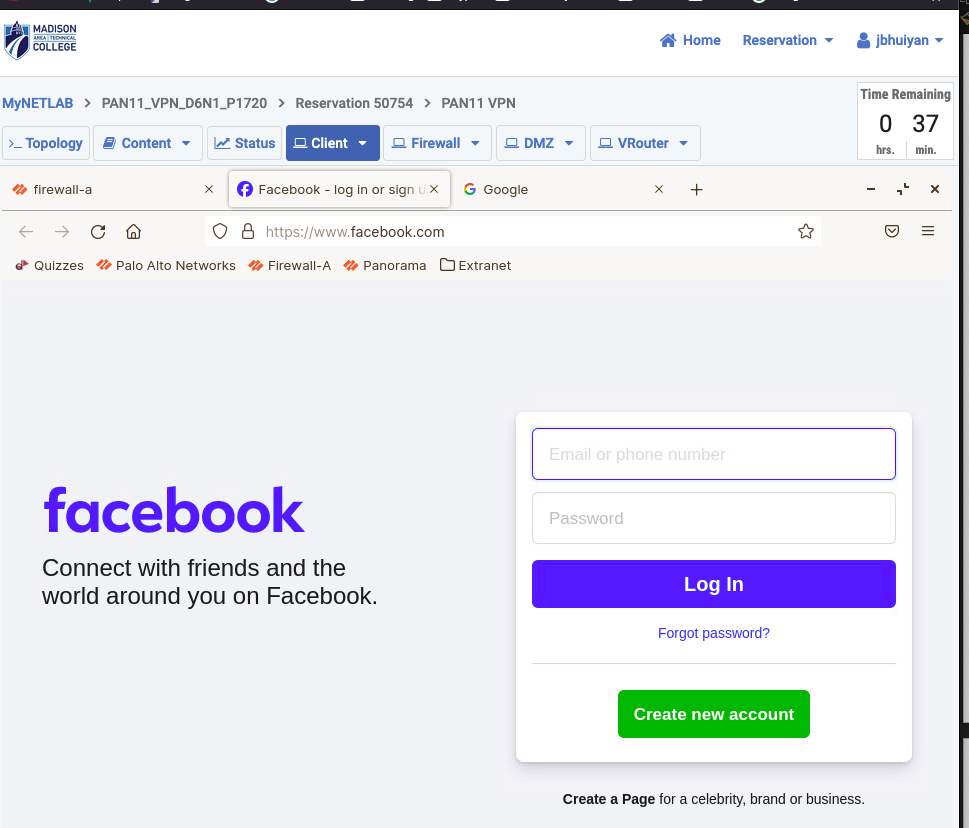 MADISON
AREA | TECHNICAL
COLLEGE
Home Reservation jbhuiyan
MyNETLAB > PAN11_VPN_D6N1_P1720 > Reservation 50754 > PAN11 VPN
Time Remaining
0 37
hrs. min.
>_ Topology Content Status Client Firewall DMZ VRouter
firewall-a Facebook - log in or sign u Google
https://www.facebook.com
Quizzes Palo Alto Networks Firewall-A Panorama Extranet
Email or phone number
facebook
Password
Connect with friends and the
world around you on Facebook.
Log In
Forgot password?
Create new account
Create a Page for a celebrity, brand or business.